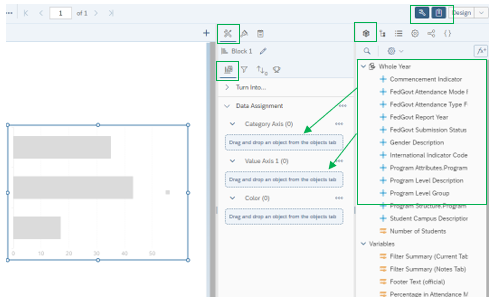 1 of 1
Design
Block 1
Turn Into...
Data Assignment
Category Axis (0)
Drag and drop an object from the objects tab
Value Axis 1 (0)
Drag and drop an object from the objects tab
Color (0)
Drag and drop an object from the objects tab
0 10 20 30 40 50
Whole Year
Commencement Indicator
FedGovt Attendance Mode
FedGovt Attendance Type F
FedGovt Report Year
FedGovt Submission Status
Gender Description
International Indicator Code
Program Attributes.Program
Program Level Description
Program Level Group
Program Structure.Program
Student Campus Description
Number of Students
Variables
Filter Summary (Current Tab
Filter Summary (Notes Tab)
Footer Text (official)
Percentage in Attendance M